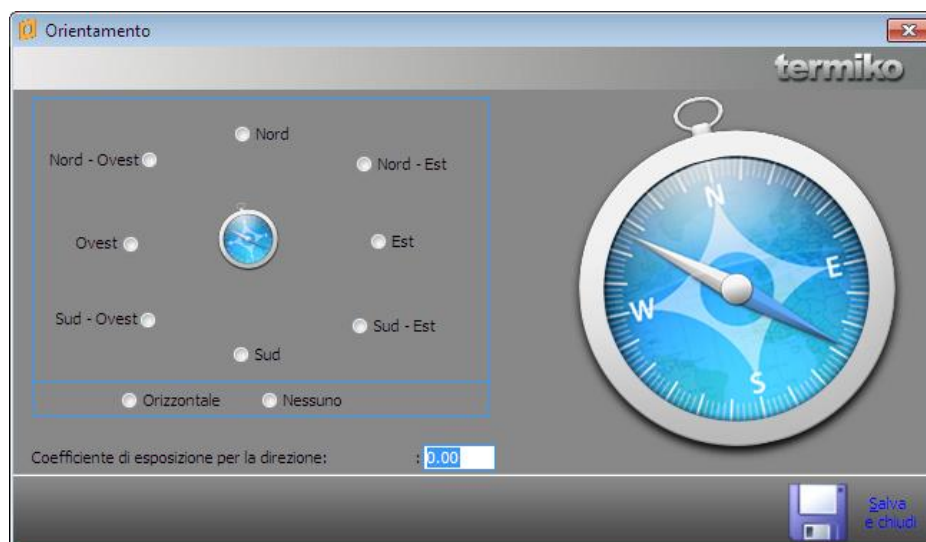 Orientamento
termiko
Nord
Nord - Ovest
Nord - Est
Ovest
Est
Sud - Ovest
Sud - Est
Sud
Orizzontale
Nessuno
Coefficiente di esposizione per la direzione: : 0.00
N
E
W
S
Salva
e chiudi